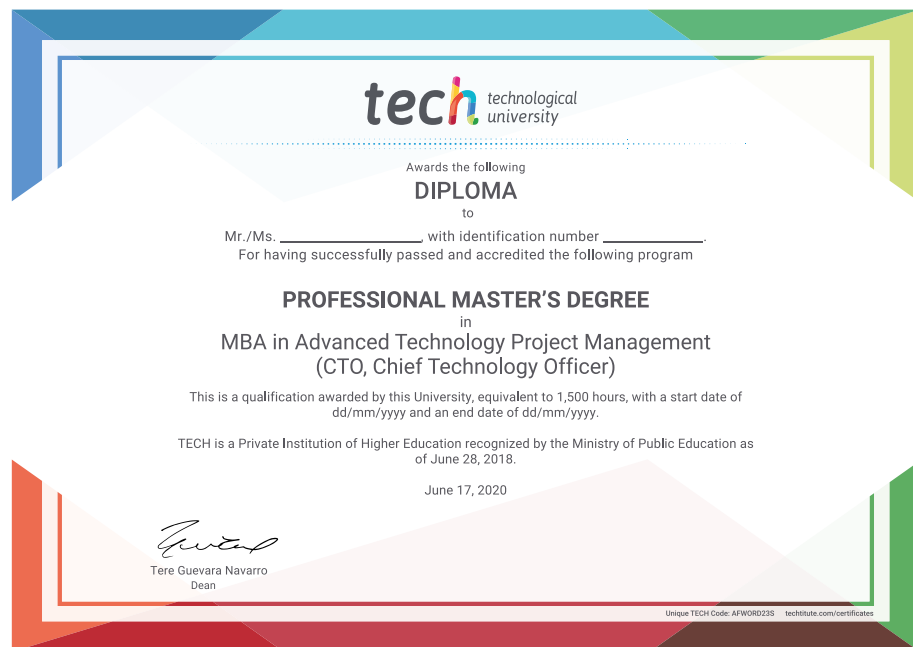 tech technological
university
Awards the following
DIPLOMA
to
Mr./Ms. ____________________, with identification number ______________.
For having successfully passed and accredited the following program
PROFESSIONAL MASTER'S DEGREE
in
MBA in Advanced Technology Project Management
(CTO, Chief Technology Officer)
This is a qualification awarded by this University, equivalent to 1,500 hours, with a start date of
dd/mm/yyyy and an end date of dd/mm/yyyy.
TECH is a Private Institution of Higher Education recognized by the Ministry of Public Education as
of June 28, 2018.
June 17, 2020
Tere Guevara Navarro
Dean
Unique TECH Code: AFWORD23S techtitute.com/certificates